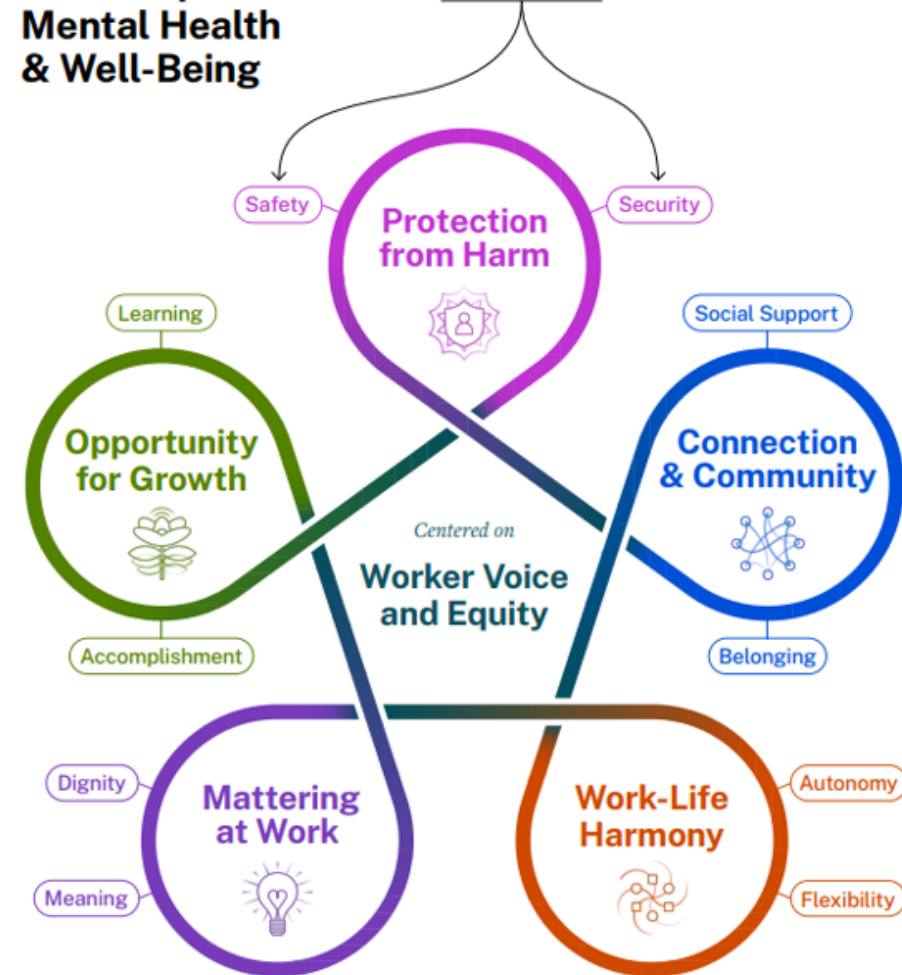 Mental Health
& Well-Being
Safety
Security
Protection
from Harm
Learning
Social Support
Opportunity
for Growth
Connection
& Community
Centered on
Worker Voice
and Equity
Accomplishment
Belonging
Dignity
Autonomy
Mattering
at Work
Work-Life
Harmony
Meaning
Flexibility